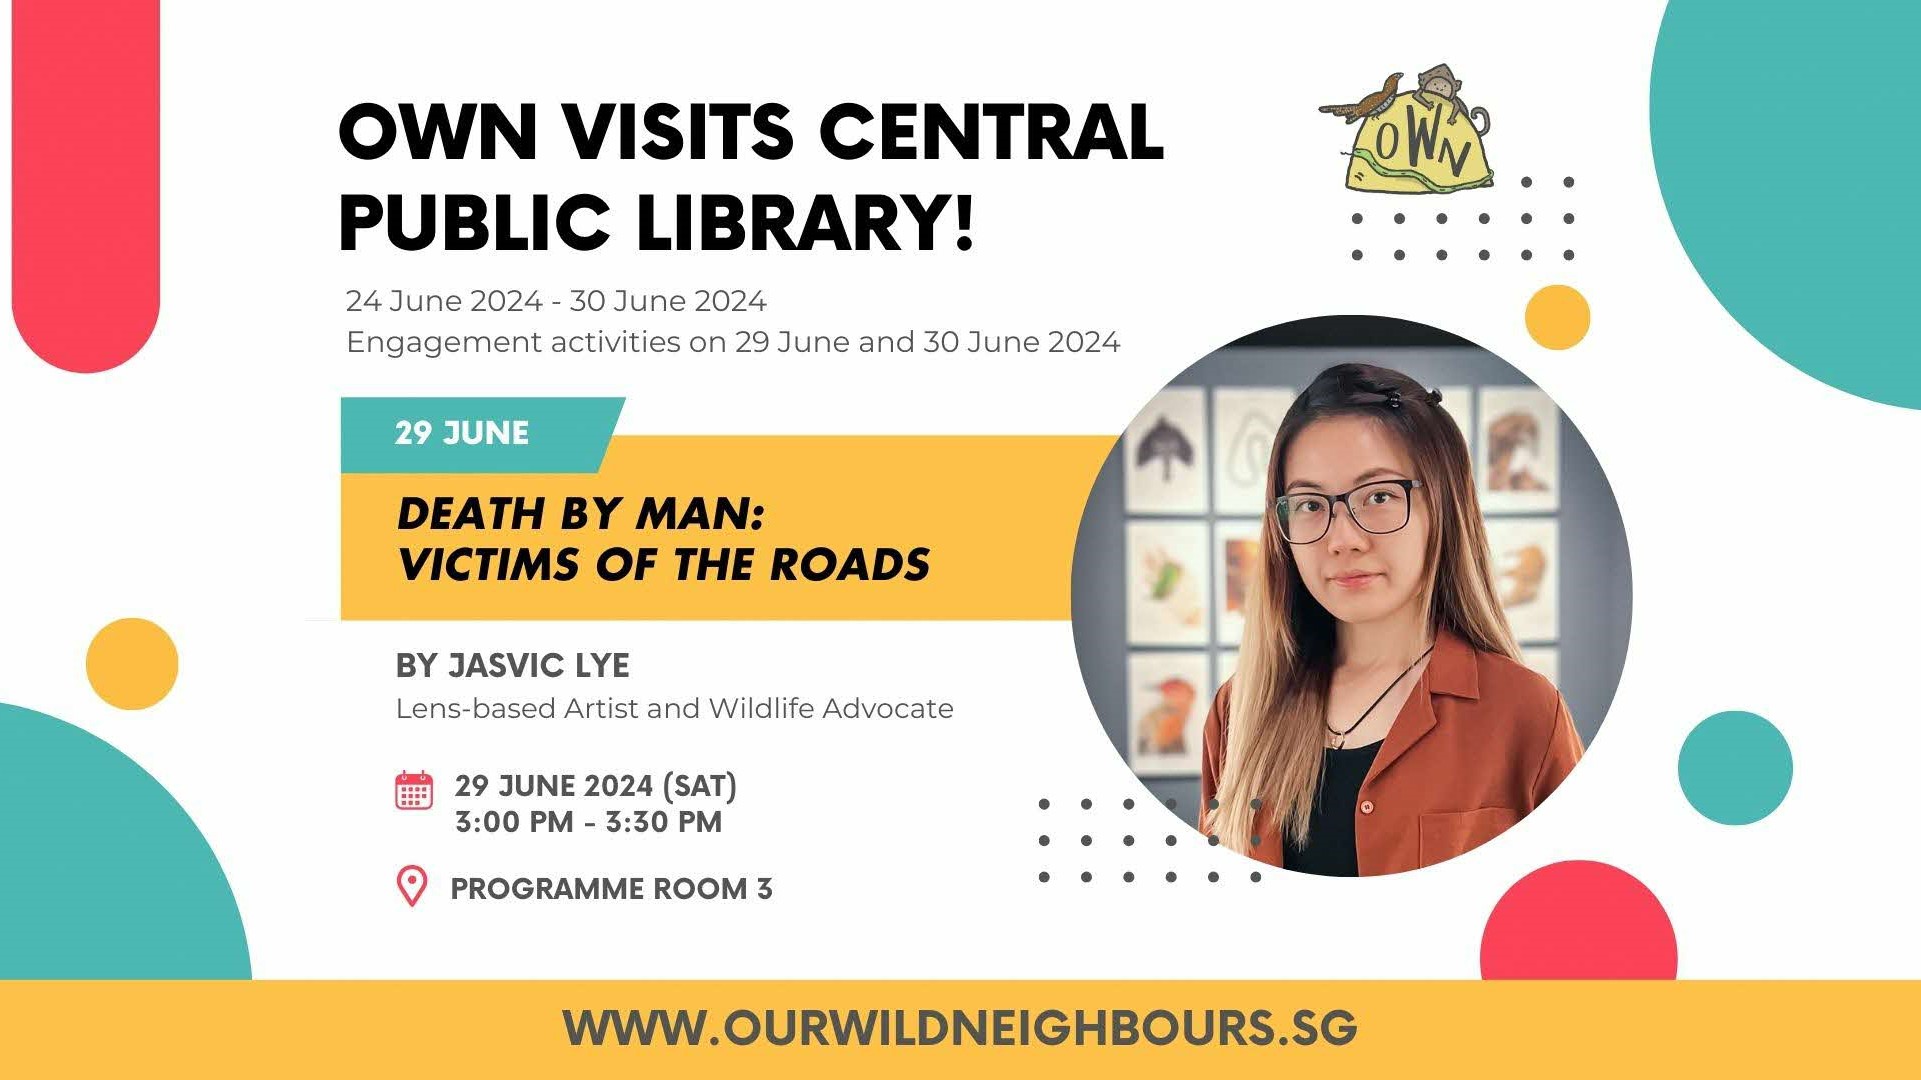 OWN VISITS CENTRAL
PUBLIC LIBRARY!
OWN
24 June 2024 - 30 June 2024
Engagement activities on 29 June and 30 June 2024
29 JUNE
DEATH BY MAN:
VICTIMS OF THE ROADS
BY JASVIC LYE
Lens-based Artist and Wildlife Advocate
29 JUNE 2024 (SAT)
3:00 PM - 3:30 PM
PROGRAMME ROOM 3
WWW.OURWILDNEIGHBOURS.SG